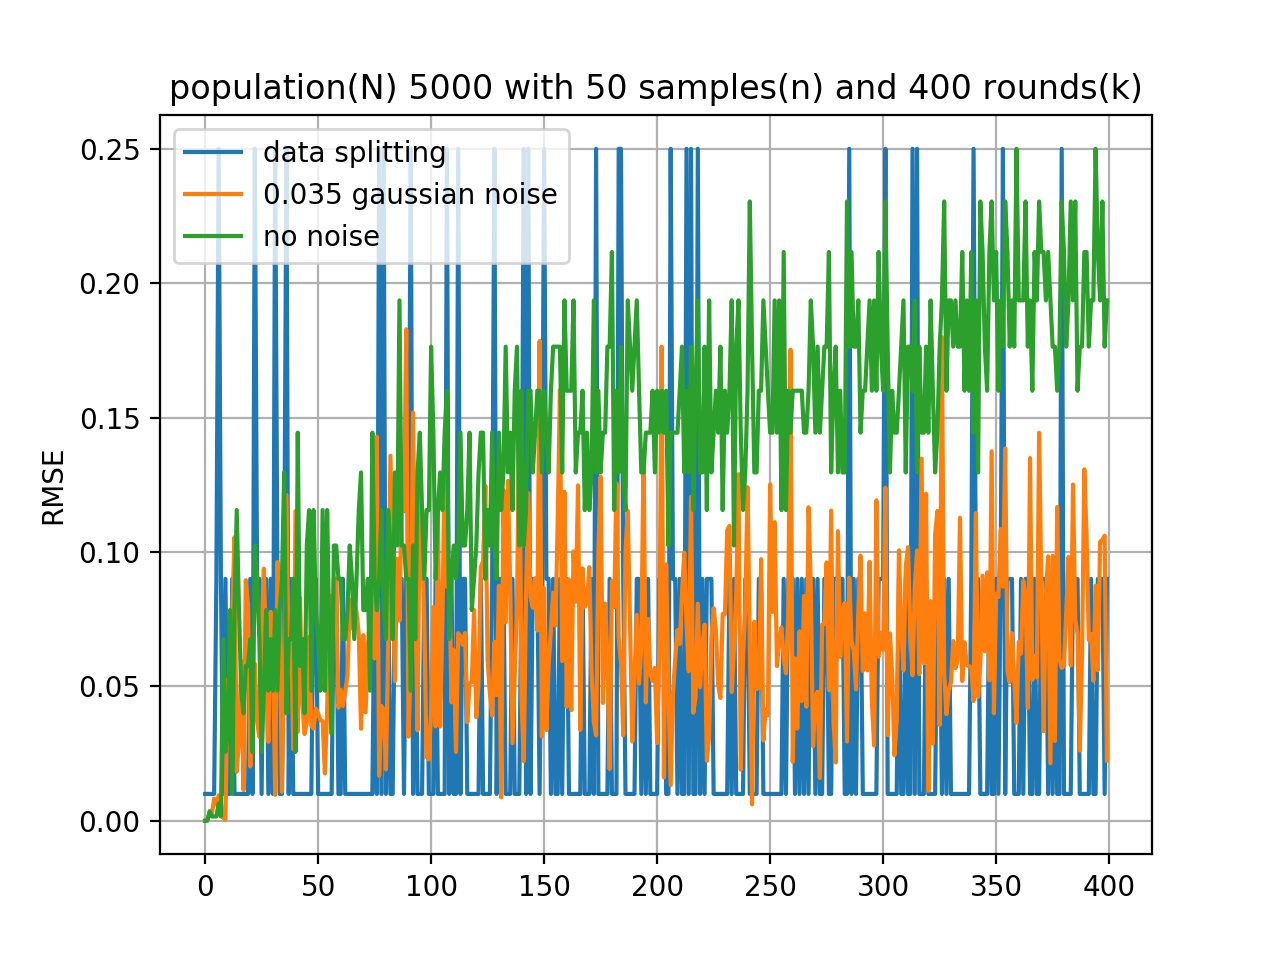 population(N) 5000 with 50 samples(n) and 400 rounds(k)
data splitting
0.035 gaussian noise
no noise
RMSE
0.25
0.20
0.15
0.10
0.05
0.00
0 50 100 150 200 250 300 350 400